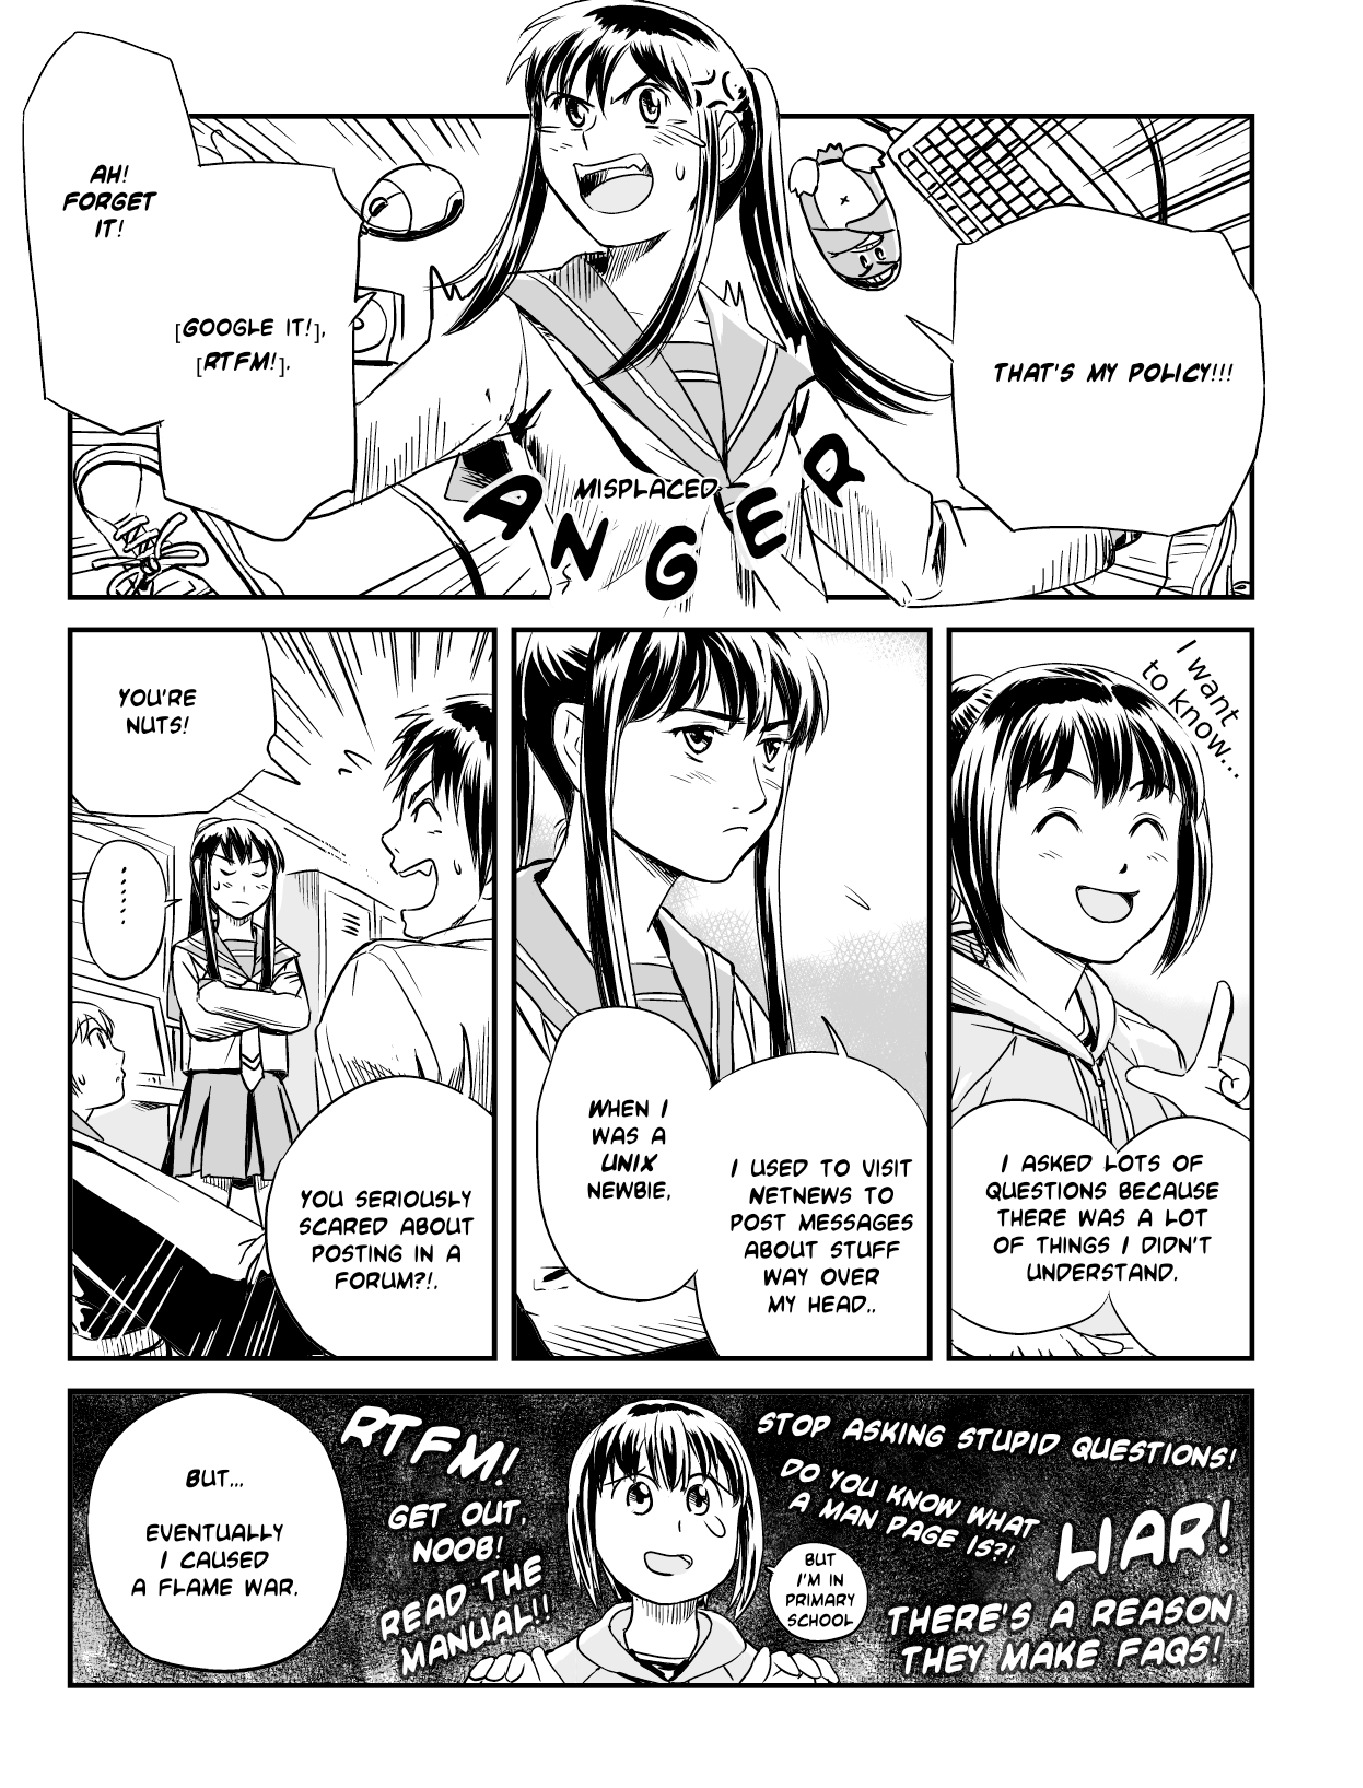 AH!
FORGET
IT!
[GOOGLE IT!],
[RTFM!].
THAT'S MY POLICY!!!
MISPLACED
ANGER
YOU'RE
NUTS!
......
YOU SERIOUSLY
SCARED ABOUT
POSTING IN A
FORUM?!.
WHEN I
WAS A
UNIX
NEWBIE,
I USED TO VISIT
NETNEWS TO
POST MESSAGES
ABOUT STUFF
WAY OVER
MY HEAD..
I want
to know...
I ASKED LOTS OF
QUESTIONS BECAUSE
THERE WAS A LOT
OF THINGS I DIDN'T
UNDERSTAND.
BUT...
EVENTUALLY
I CAUSED
A FLAME WAR.
RTFM!
GET OUT,
NOOB!
READ THE
MANUAL!!
STOP ASKING STUPID QUESTIONS!
DO YOU KNOW WHAT
A MAN PAGE IS?!
BUT
I'M IN
PRIMARY
SCHOOL
LIAR!
THERE'S A REASON
THEY MAKE FAQS!